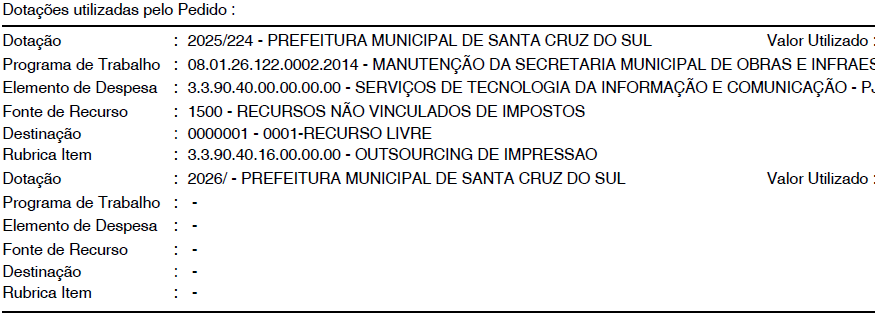 Dotações utilizadas pelo Pedido :
Dotação : 2025/224 - PREFEITURA MUNICIPAL DE SANTA CRUZ DO SUL Valor Utilizado :
Programa de Trabalho : 08.01.26.122.0002.2014 - MANUTENÇÃO DA SECRETARIA MUNICIPAL DE OBRAS E INFRAES
Elemento de Despesa : 3.3.90.40.00.00.00.00 - SERVIÇOS DE TECNOLOGIA DA INFORMAÇÃO E COMUNICAÇÃO - PJ
Fonte de Recurso : 1500 - RECURSOS NÃO VINCULADOS DE IMPOSTOS
Destinação : 0000001 - 0001-RECURSO LIVRE
Rubrica Item : 3.3.90.40.16.00.00.00 - OUTSOURCING DE IMPRESSAO
Dotação : 2026/ - PREFEITURA MUNICIPAL DE SANTA CRUZ DO SUL Valor Utilizado :
Programa de Trabalho : -
Elemento de Despesa : -
Fonte de Recurso : -
Destinação : -
Rubrica Item : -